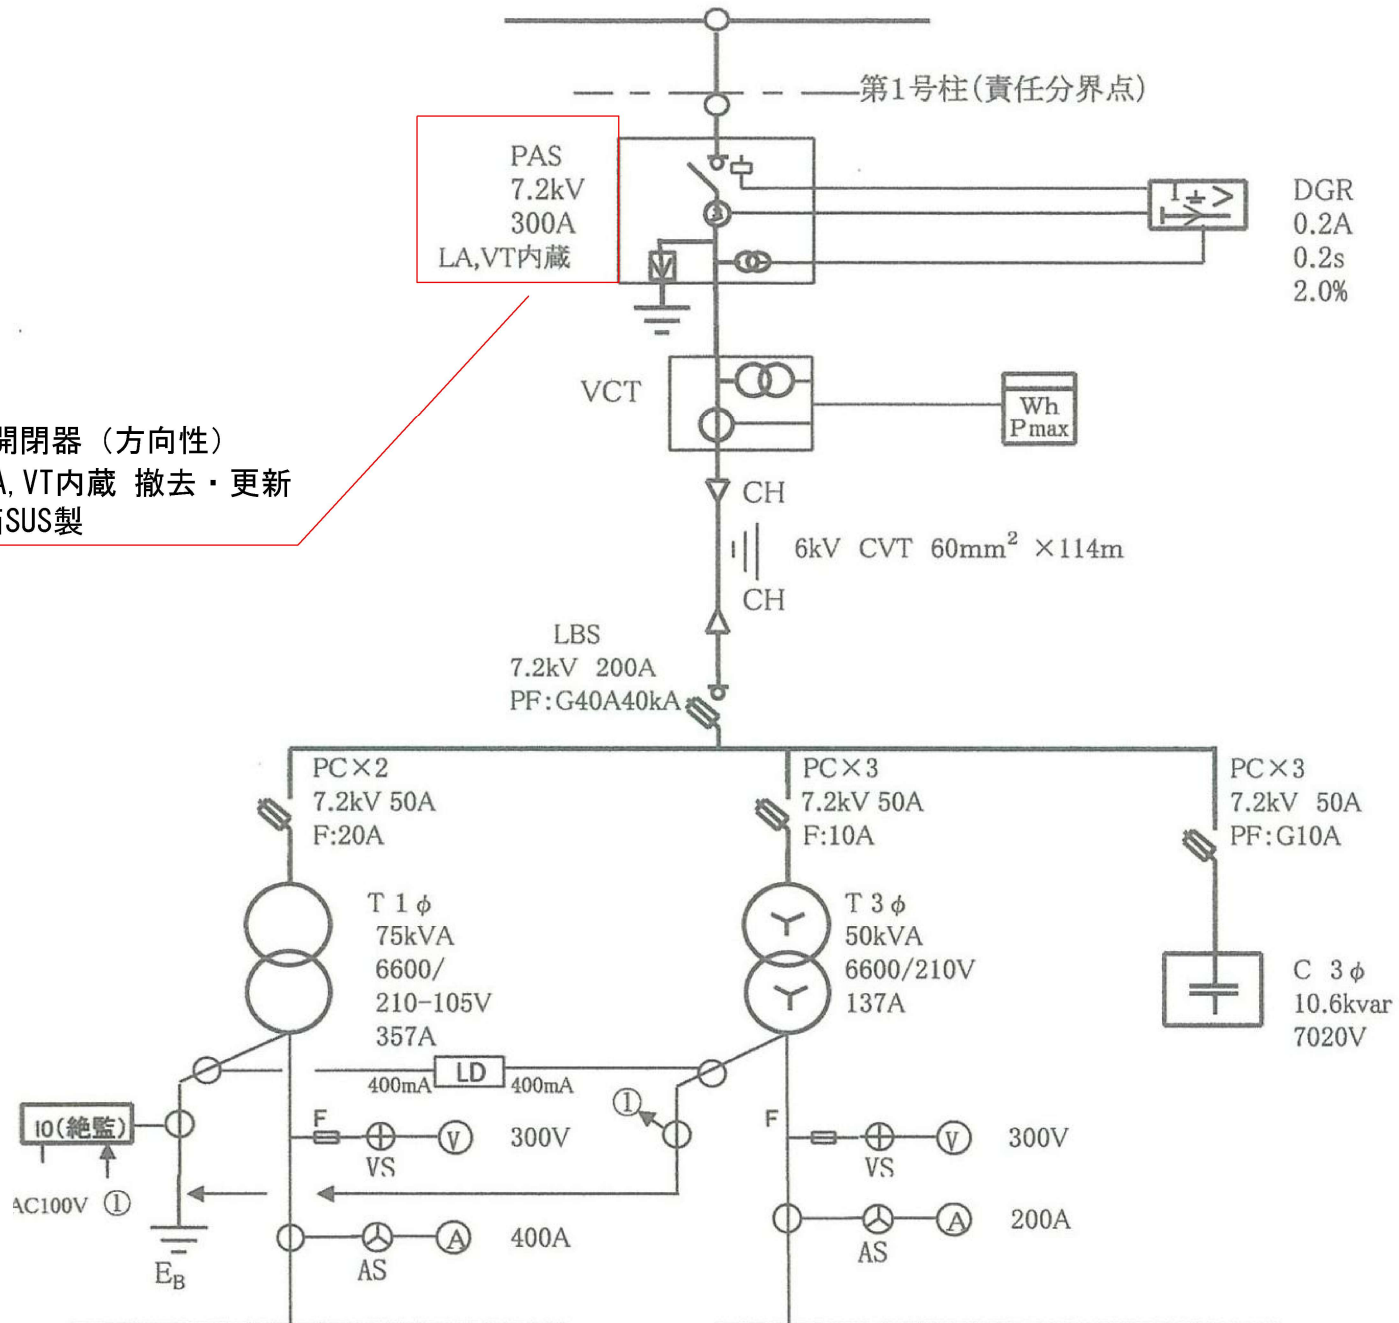 第1号柱(責任分界点)
PAS
7.2kV
300A
LA,VT内蔵
I
DGR
0.2A
0.2s
2.0%
VCT
Wh
Pmax
開閉器（方向性）
A,VT内蔵 撤去・更新
SUS製
CH
6kV CVT 60mm² ×114m
CH
LBS
7.2kV 200A
PF:G40A40kA
PC×2
7.2kV 50A
F:20A
PC×3
7.2kV 50A
F:10A
PC×3
7.2kV 50A
PF:G10A
T 1φ
75kVA
6600/
210-105V
357A
T 3φ
50kVA
6600/210V
137A
C 3φ
10.6kvar
7020V
400mA
LD
400mA
IO(絶監)
AC100V ①
①
F
VS
V
300V
F
VS
V
300V
AS
A
400A
AS
A
200A
EB